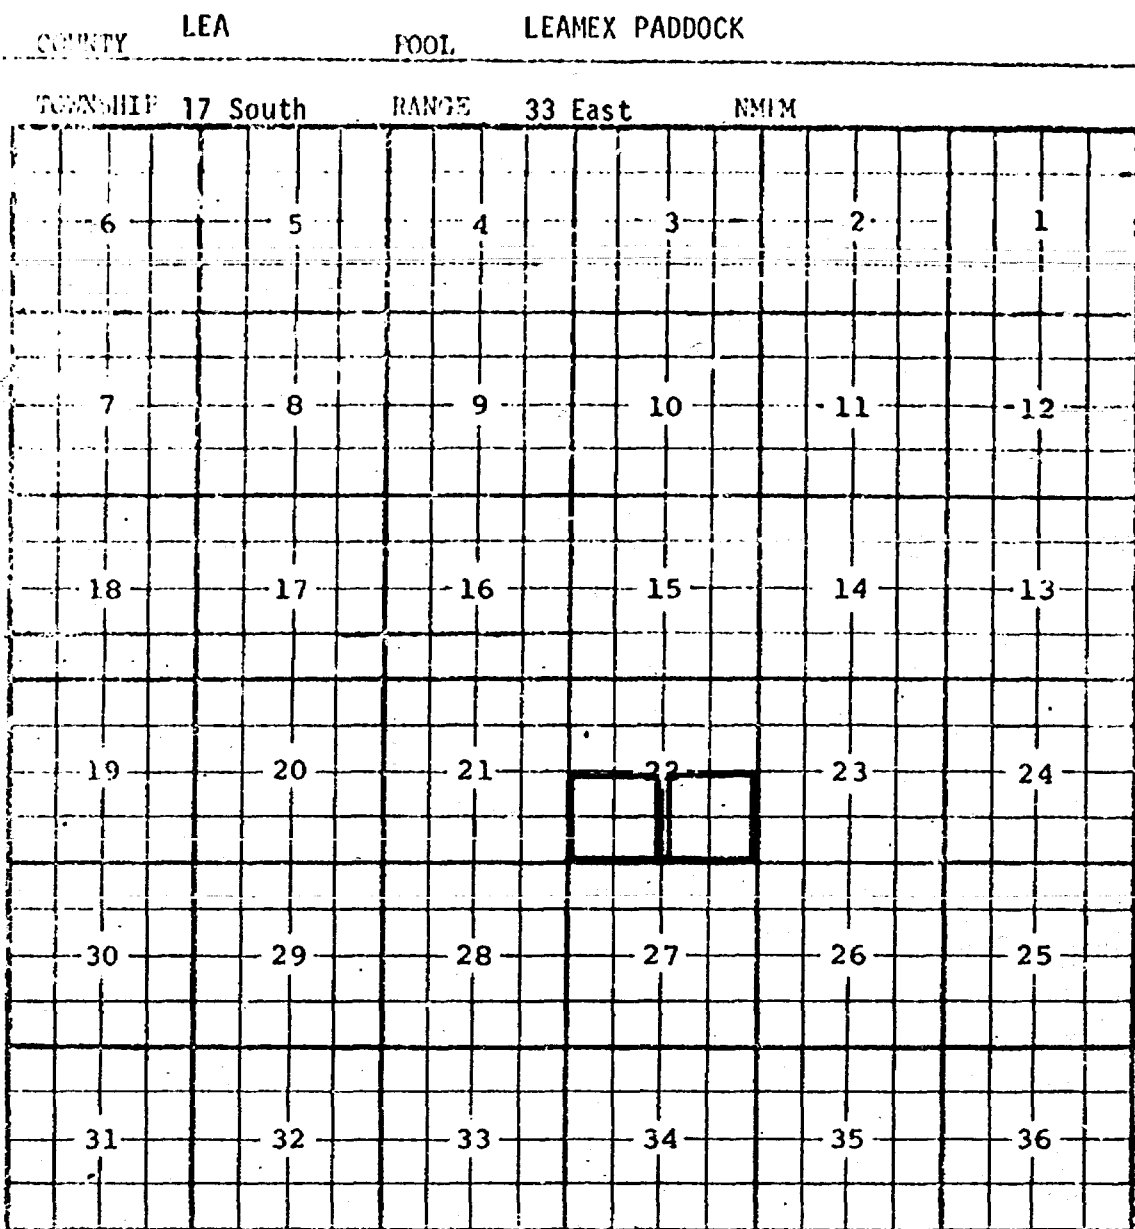 COUNTY LEA POOL LEAMEX PADDOCK
TOWNSHIP 17 South RANGE 33 East NMPM
6 5 4 3 2 1
7 8 9 10 11 12
18 17 16 15 14 13
19 20 21 22 23 24
30 29 28 27 26 25
31 32 33 34 35 36